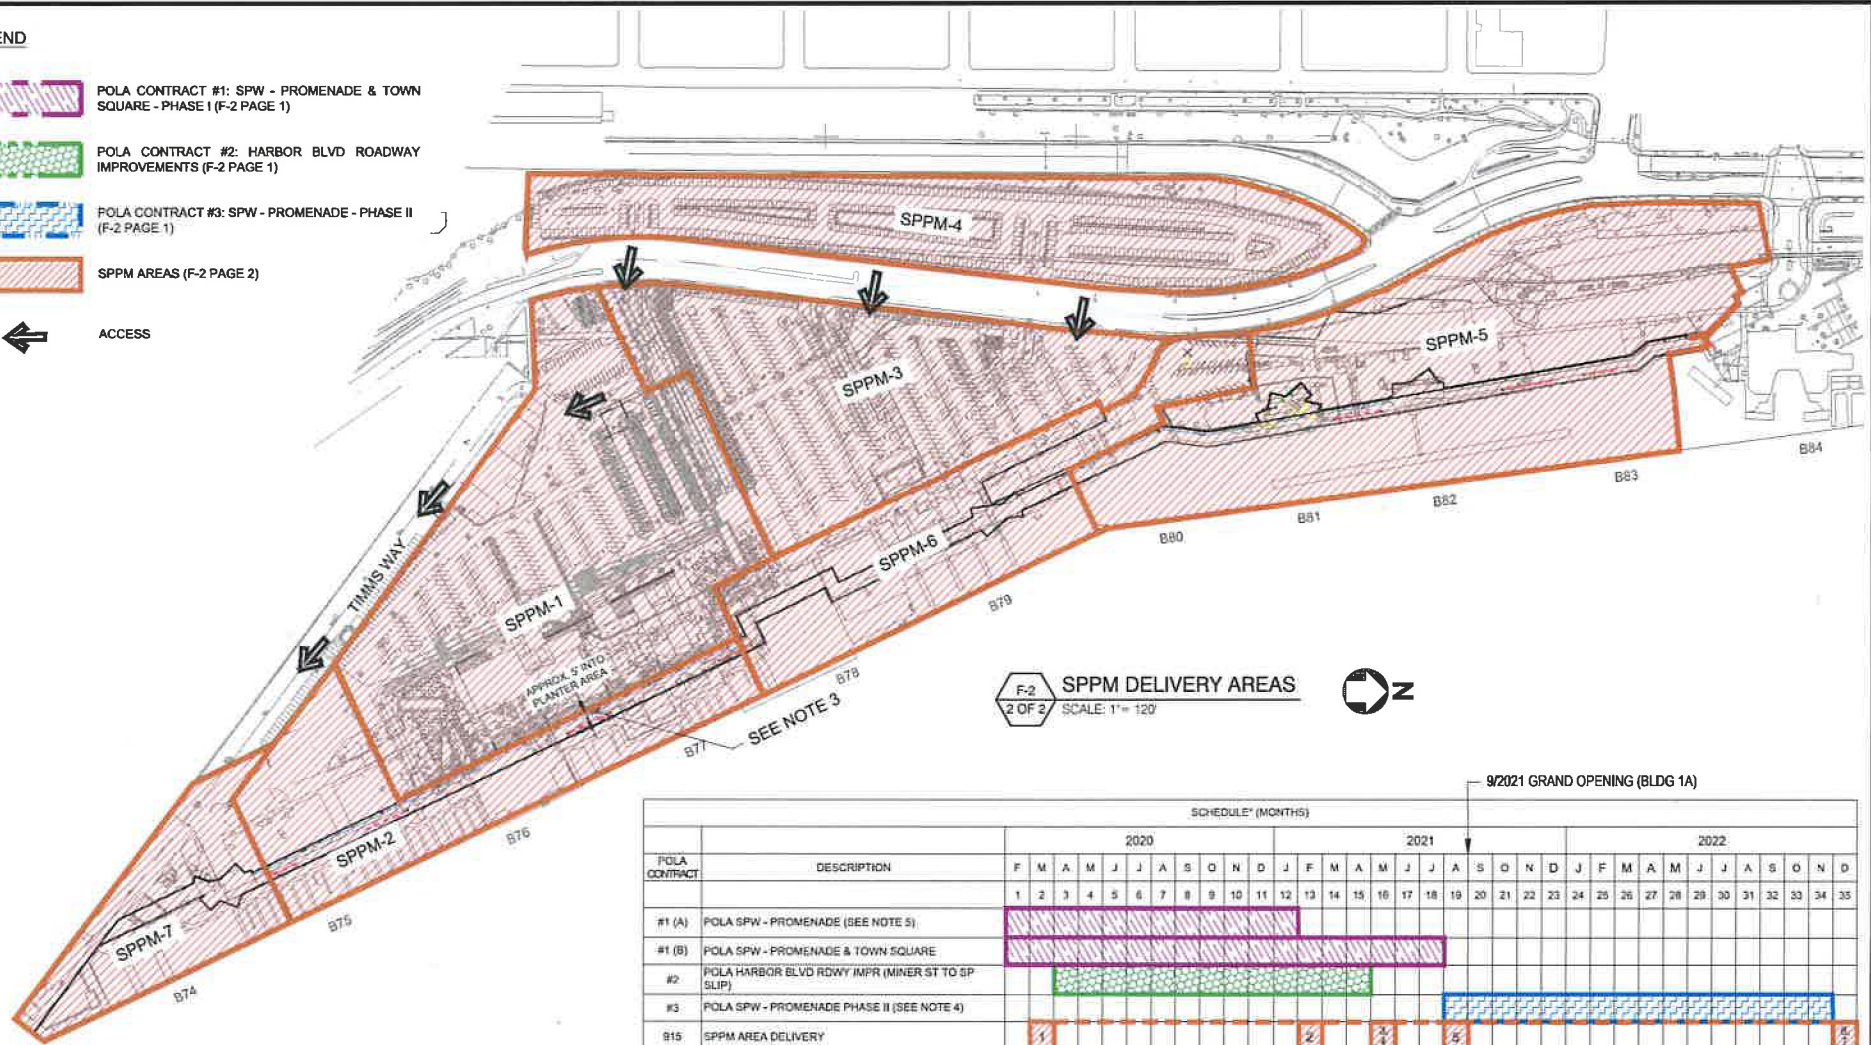 END
POLA CONTRACT #1: SPW - PROMENADE & TOWN
SQUARE - PHASE I (F-2 PAGE 1)
POLA CONTRACT #2: HARBOR BLVD ROADWAY
IMPROVEMENTS (F-2 PAGE 1)
POLA CONTRACT #3: SPW - PROMENADE - PHASE II
(F-2 PAGE 1)
SPPM AREAS (F-2 PAGE 2)
ACCESS
SPPM-4
SPPM-5
SPPM-3
SPPM-6
SPPM-1
SPPM-2
SPPM-7
TIMMS WAY
APPROX. 5' INTO
PLANTER AREA
SEE NOTE 3
B84
B83
B82
B81
B80
B79
B78
B77
B76
B75
B74
F-2
2 OF 2
SPPM DELIVERY AREAS
SCALE: 1"= 120'
N
9/2021 GRAND OPENING (BLDG 1A)
SCHEDULE* (MONTHS)
2020 2021 2022
POLA
CONTRACT
DESCRIPTION
F M A M J J A S O N D J F M A M J J A S O N D J F M A M J J A S O N D
1 2 3 4 5 6 7 8 9 10 11 12 13 14 15 16 17 18 19 20 21 22 23 24 25 26 27 28 29 30 31 32 33 34 35
#1 (A) POLA SPW - PROMENADE (SEE NOTE 5)
#1 (B) POLA SPW - PROMENADE & TOWN SQUARE
#2 POLA HARBOR BLVD RDWY IMPR (MINER ST TO SP
SLIP)
#3 POLA SPW - PROMENADE PHASE II (SEE NOTE 4)
915 SPPM AREA DELIVERY 1 2 5